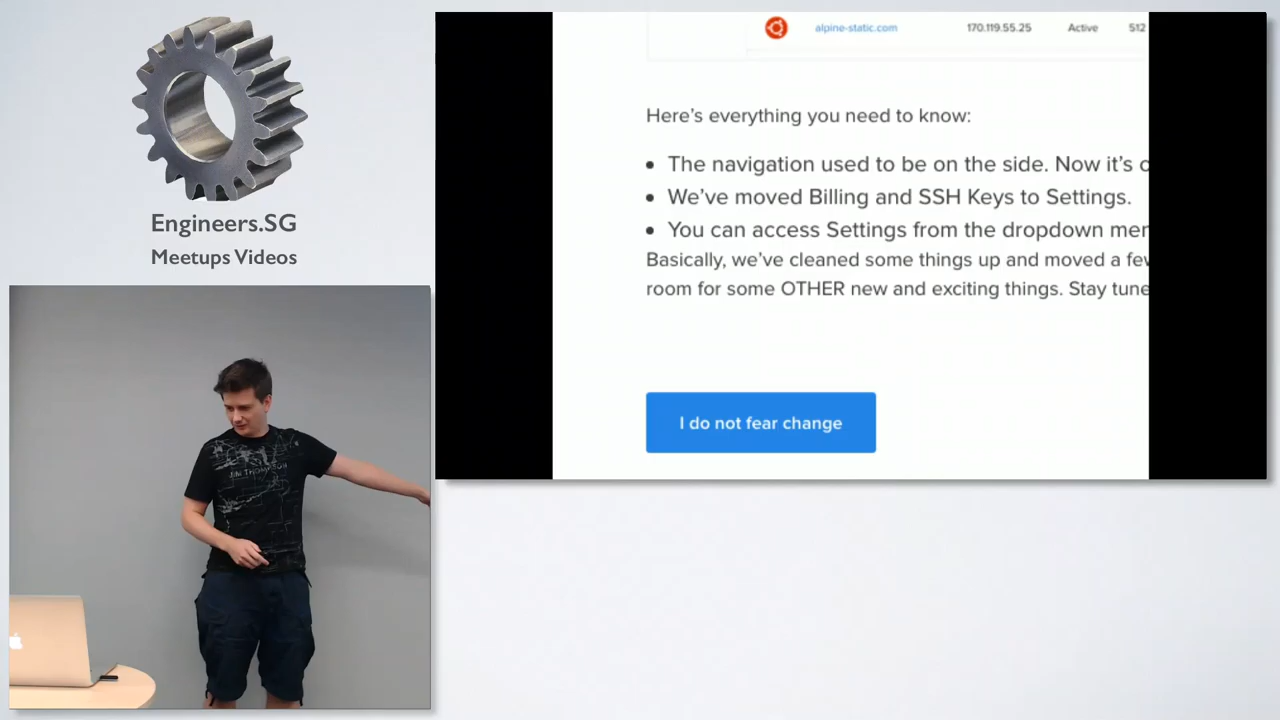 Engineers.SG
Meetups Videos
alpine-static.com 170.119.55.25 Active 512
Here's everything you need to know:
• The navigation used to be on the side. Now it's
• We've moved Billing and SSH Keys to Settings.
• You can access Settings from the dropdown
Basically, we've cleaned some things up and moved a
room for some OTHER new and exciting things. Stay
I do not fear change
JIM THOMPSON